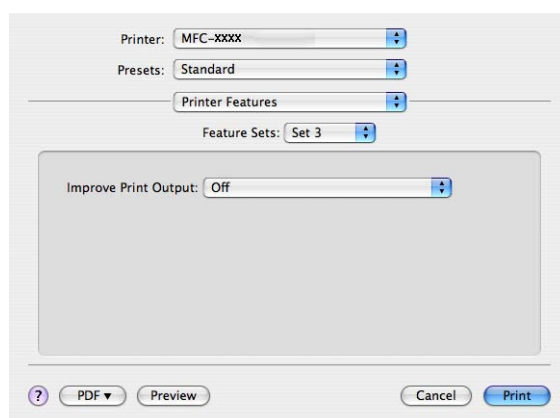 Printer: MFC-XXXX
Presets: Standard
Printer Features
Feature Sets: Set 3
Improve Print Output: Off
? PDF▼ Preview Cancel Print